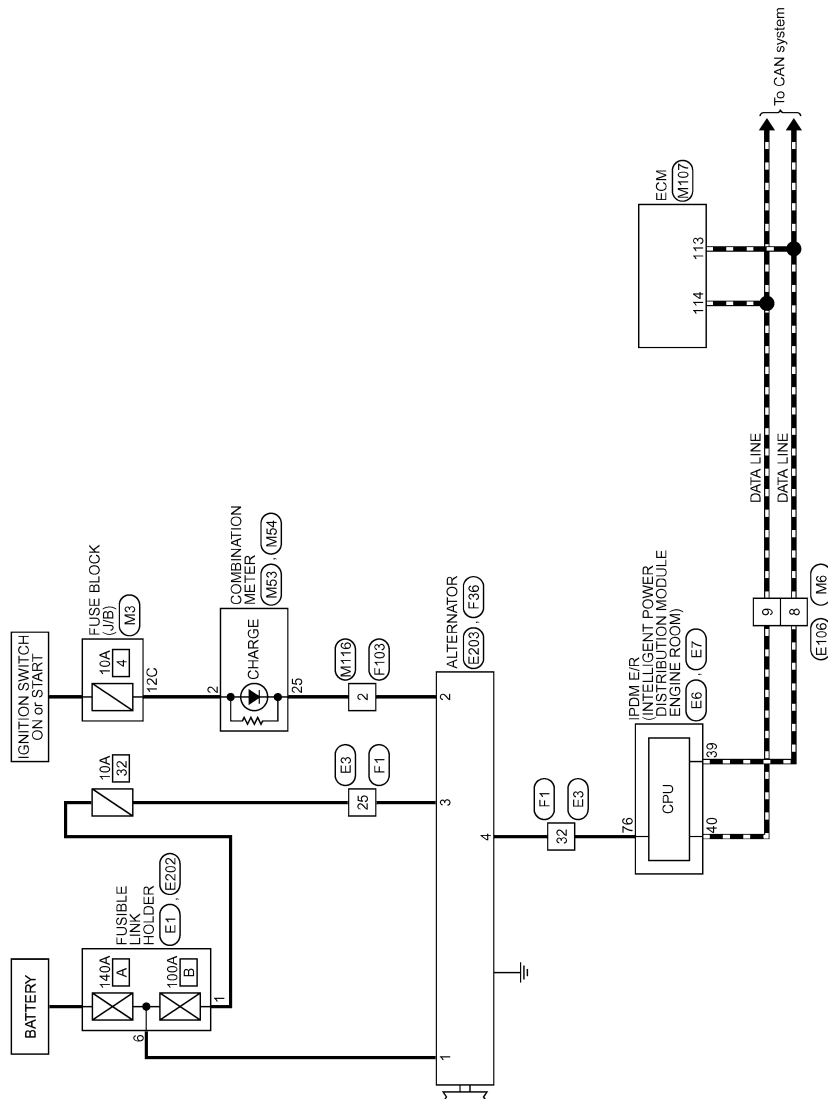 BATTERY
FUSIBLE
LINK
HOLDER
E1 , E202
140A
A
100A
B
6
1
10A
32
IGNITION SWITCH
ON or START
FUSE BLOCK
(J/B)
M3
10A
4
12C
COMBINATION
METER
M53 , M54
2
CHARGE
25
E3
25
F1
M116
2
F103
ALTERNATOR
E203 , F36
1
3
2
4
F1
32
E3
IPDM E/R
(INTELLIGENT POWER
DISTRIBUTION MODULE
ENGINE ROOM)
E6 , E7
76
CPU
40
39
9
8
E106
M6
DATA LINE
DATA LINE
ECM
M107
114
113
To CAN system